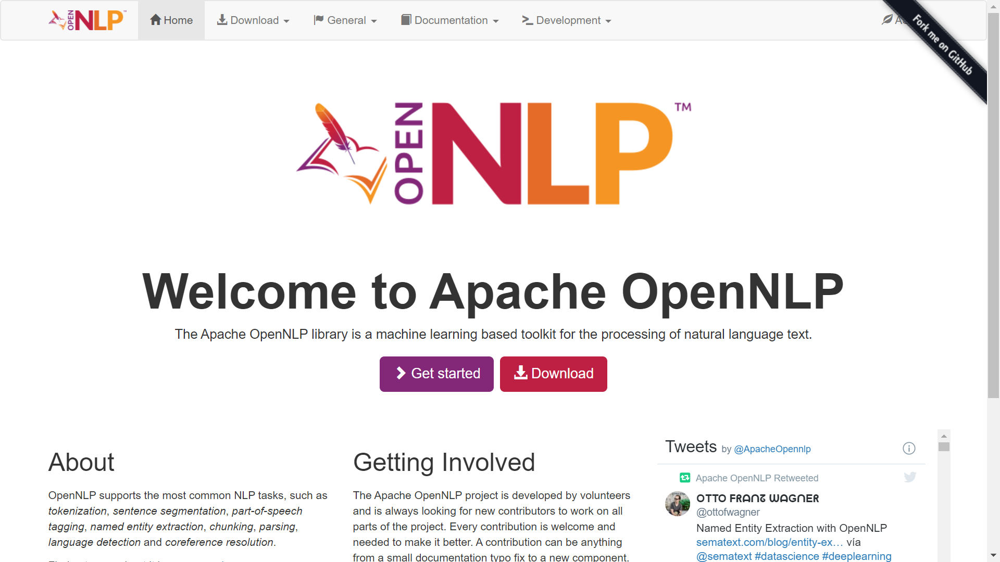 OPEN NLP™
Home
Download
General
Documentation
Development
Fork me on GitHub
OPEN NLP™
Welcome to Apache OpenNLP
The Apache OpenNLP library is a machine learning based toolkit for the processing of natural language text.
Get started
Download
About
OpenNLP supports the most common NLP tasks, such as
tokenization, sentence segmentation, part-of-speech
tagging, named entity extraction, chunking, parsing,
language detection and coreference resolution.
Getting Involved
The Apache OpenNLP project is developed by volunteers
and is always looking for new contributors to work on all
parts of the project. Every contribution is welcome and
needed to make it better. A contribution can be anything
from a small documentation typo fix to a new component.
Tweets by @ApacheOpennlp
Apache OpenNLP Retweeted
OTTO FRANZ WAGNER
@ottofwagner
Named Entity Extraction with OpenNLP
sematext.com/blog/entity-ex… vía
@sematext #datascience #deeplearning